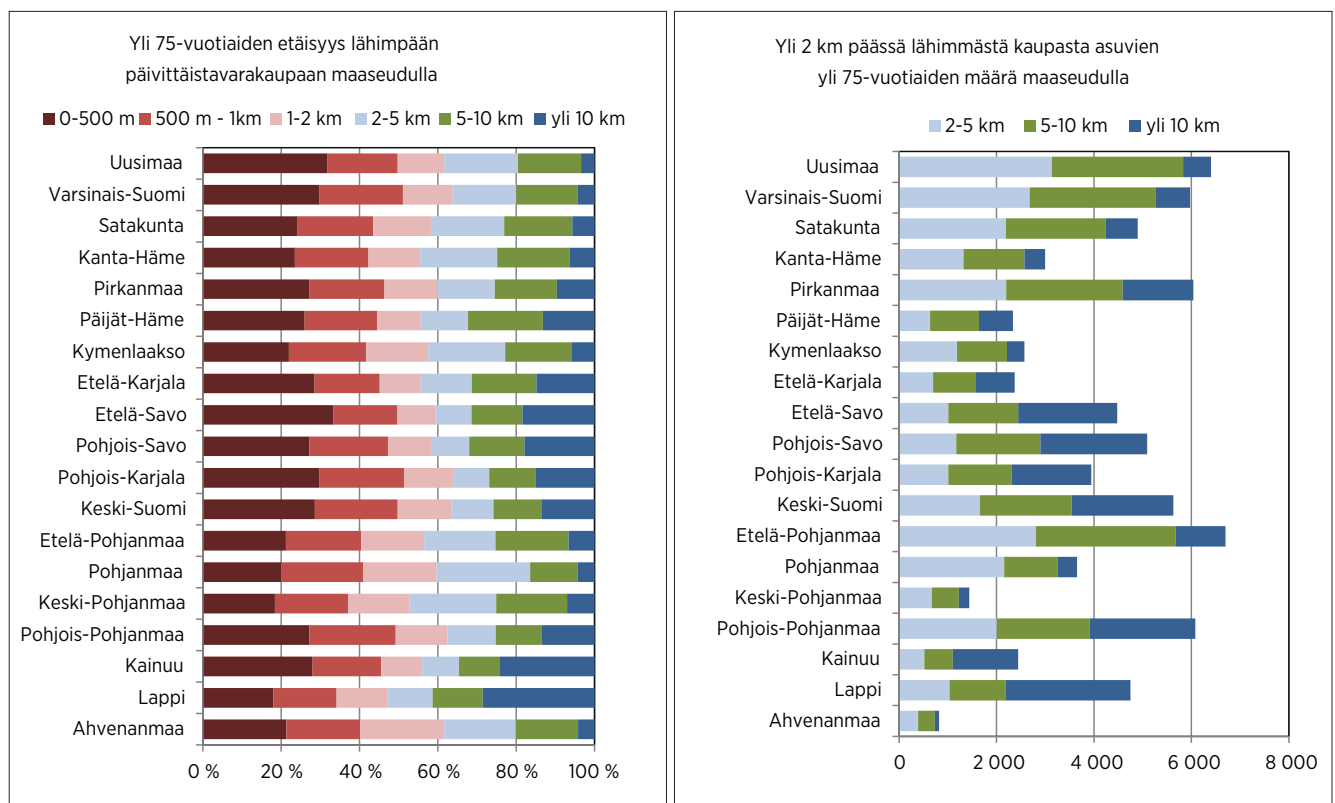 Yli 75-vuotiaiden etäisyys lähimpään
päivittäistavarakaupaan maaseudulla
0-500 m 500 m - 1km 1-2 km 2-5 km 5-10 km yli 10 km
Uusimaa
Varsinais-Suomi
Satakunta
Kanta-Häme
Pirkanmaa
Päijät-Häme
Kymenlaakso
Etelä-Karjala
Etelä-Savo
Pohjois-Savo
Pohjois-Karjala
Keski-Suomi
Etelä-Pohjanmaa
Pohjanmaa
Keski-Pohjanmaa
Pohjois-Pohjanmaa
Kainuu
Lappi
Ahvenanmaa
0 % 20 % 40 % 60 % 80 % 100 %
Yli 2 km päässä lähimmästä kaupasta asuvien
yli 75-vuotiaiden määrä maaseudulla
2-5 km 5-10 km yli 10 km
Uusimaa
Varsinais-Suomi
Satakunta
Kanta-Häme
Pirkanmaa
Päijät-Häme
Kymenlaakso
Etelä-Karjala
Etelä-Savo
Pohjois-Savo
Pohjois-Karjala
Keski-Suomi
Etelä-Pohjanmaa
Pohjanmaa
Keski-Pohjanmaa
Pohjois-Pohjanmaa
Kainuu
Lappi
Ahvenanmaa
0 2 000 4 000 6 000 8 000